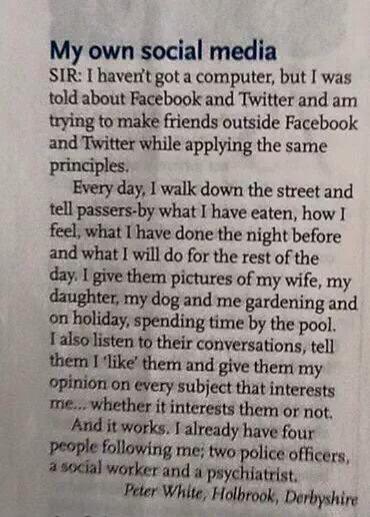 My own social media
SIR: I haven't got a computer, but I was
told about Facebook and Twitter and am
trying to make friends outside Facebook
and Twitter while applying the same
principles.
Every day, I walk down the street and
tell passers-by what I have eaten, how I
feel, what I have done the night before
and what I will do for the rest of the
day. I give them pictures of my wife, my
daughter, my dog and me gardening and
on holiday, spending time by the pool.
I also listen to their conversations, tell
them I 'like' them and give them my
opinion on every subject that interests
me... whether it interests them or not.
And it works. I already have four
people following me; two police officers,
a social worker and a psychiatrist.
Peter White, Holbrook, Derbyshire